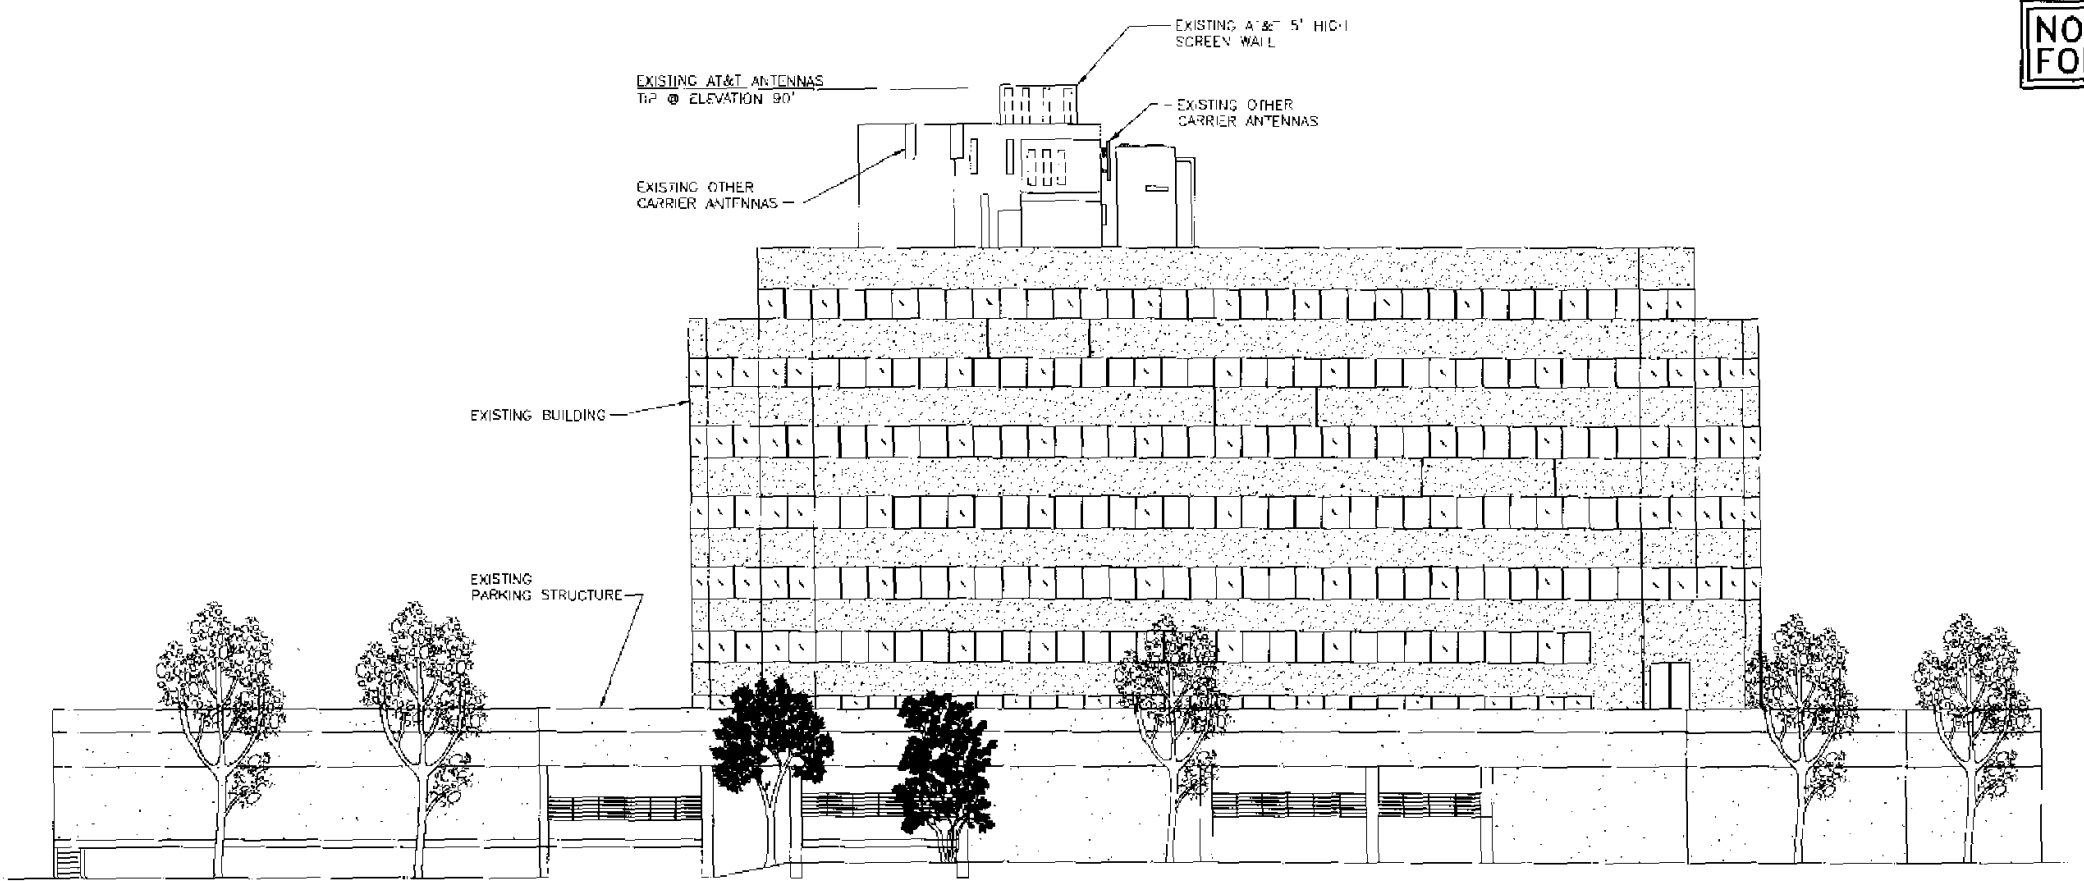 EXISTING AT&T 5' HIGH
SCREEN WALL
NO
FO
EXISTING AT&T ANTENNAS
TIP @ ELEVATION 90'
EXISTING OTHER
CARRIER ANTENNAS
EXISTING OTHER
CARRIER ANTENNAS
EXISTING BUILDING
EXISTING
PARKING STRUCTURE